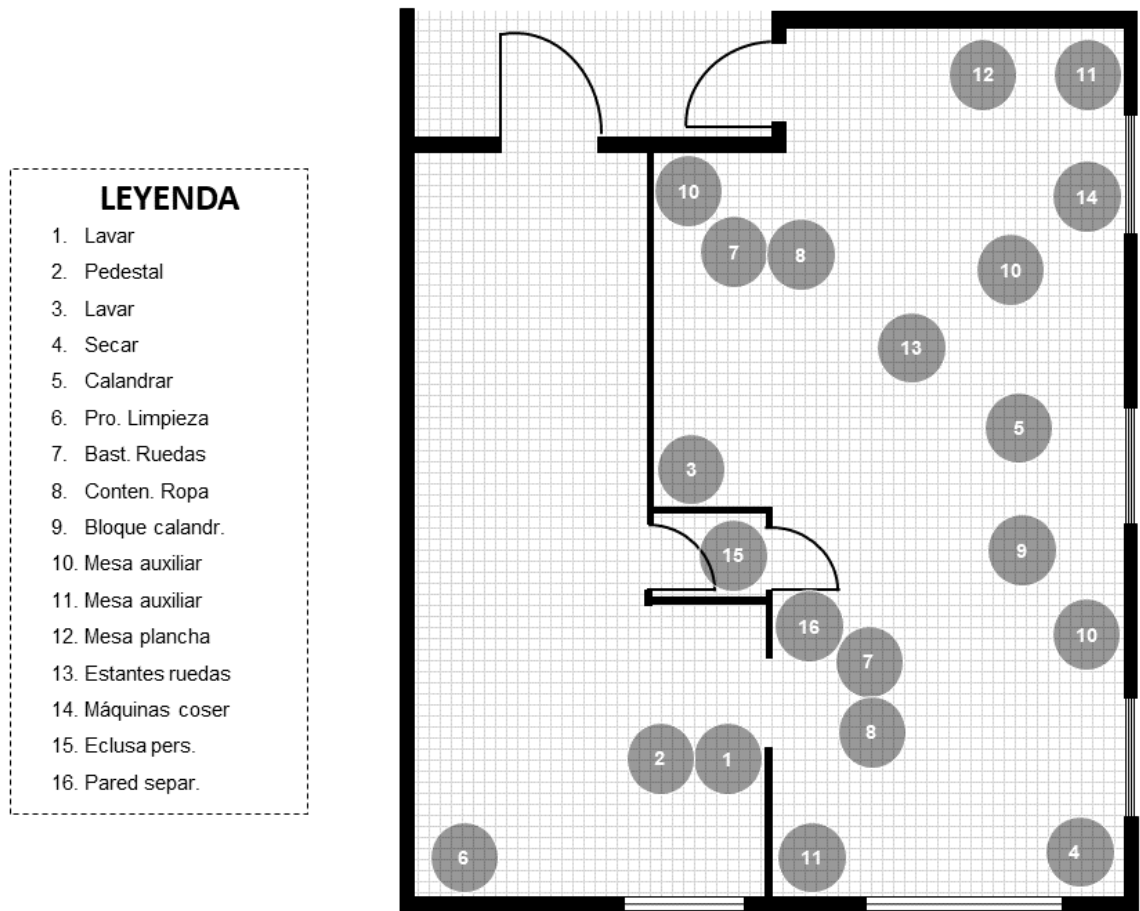 LEYENDA
1. Lavar
2. Pedestal
3. Lavar
4. Secar
5. Calandrar
6. Pro. Limpieza
7. Bast. Ruedas
8. Conten. Ropa
9. Bloque calandr.
10. Mesa auxiliar
11. Mesa auxiliar
12. Mesa plancha
13. Estantes ruedas
14. Máquinas coser
15. Eclusa pers.
16. Pared separ.
12 11
10 14
7 8 10
13
5
3
9
15
16 10
7
8
2 1
6 11 4